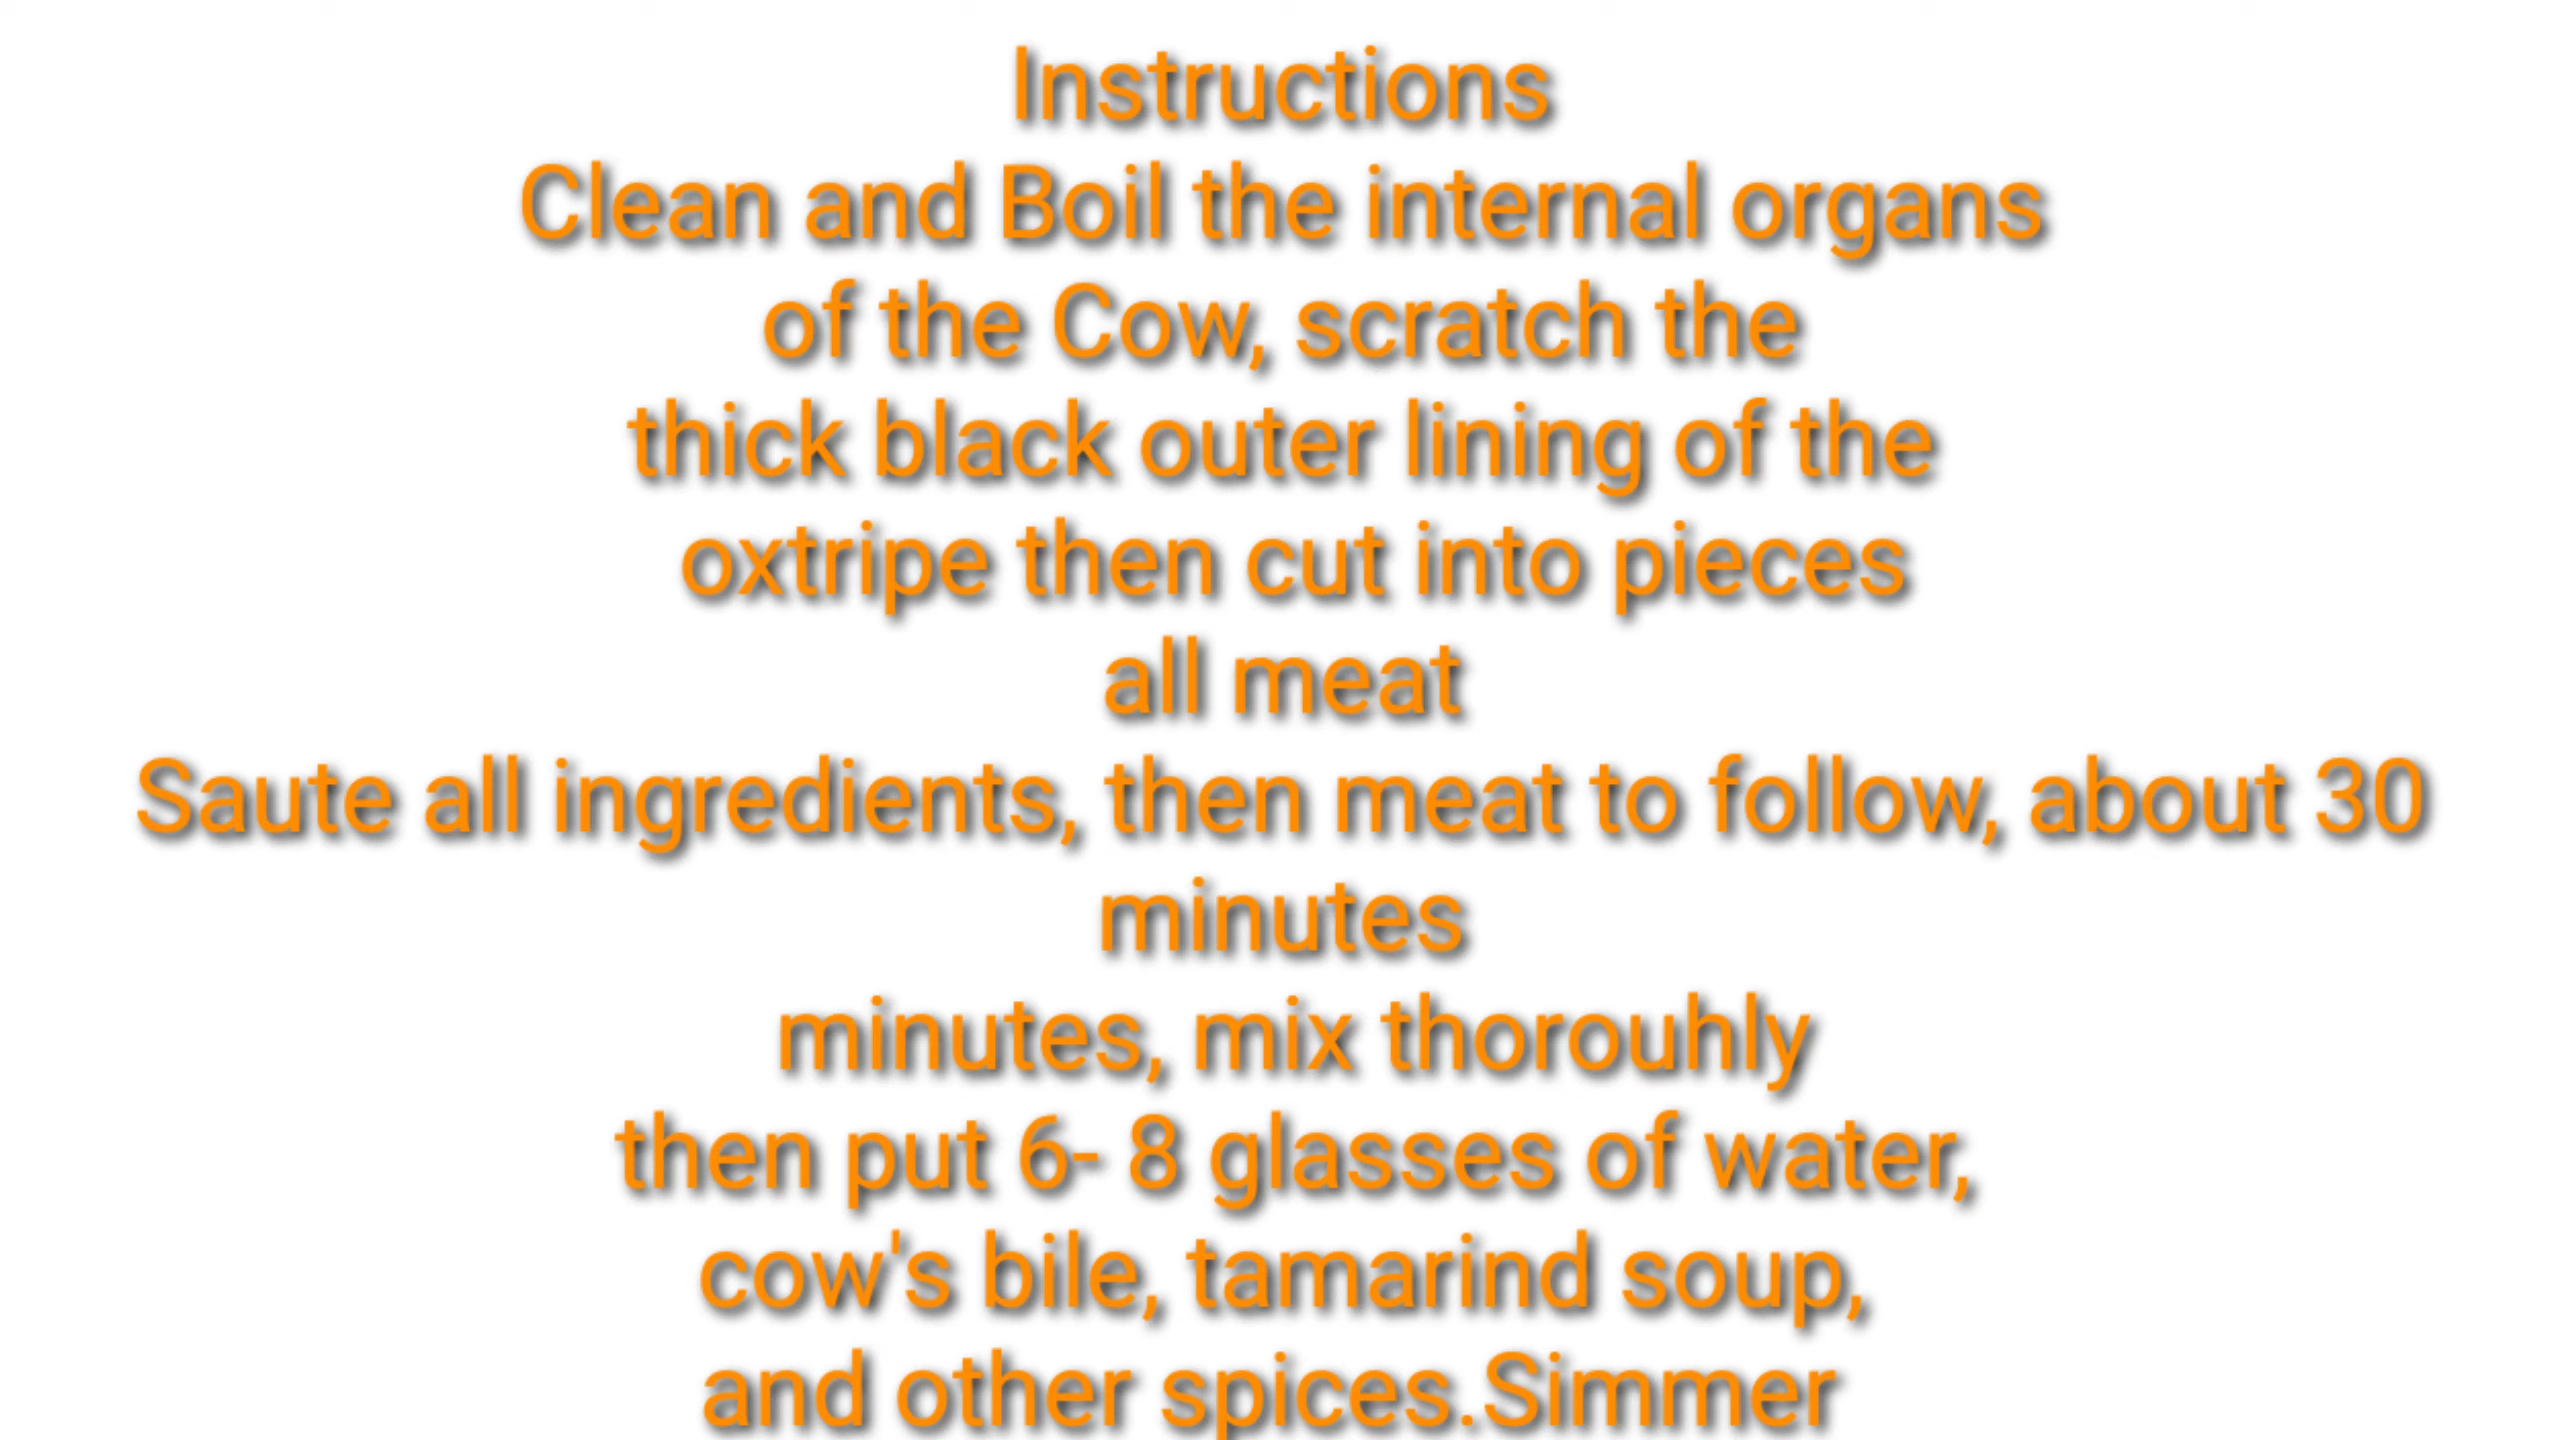 Instructions
Clean and Boil the internal organs
of the Cow, scratch the
thick black outer lining of the
oxtripe then cut into pieces
all meat
Saute all ingredients, then meat to follow, about 30
minutes
minutes, mix thorouhly
then put 6- 8 glasses of water,
cow's bile, tamarind soup,
and other spices.Simmer